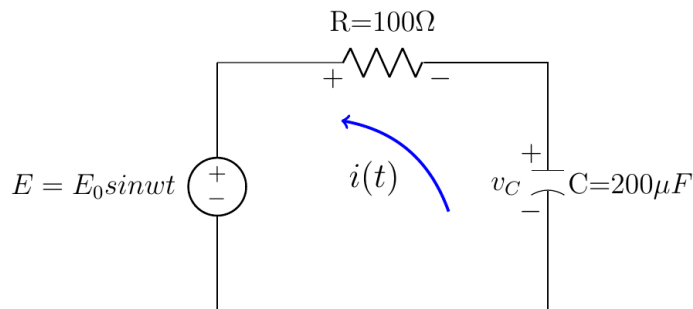 R=100Ω
+ −
E = E₀sinwt
+
−
i(t)
+
v_C
−
C=200μF